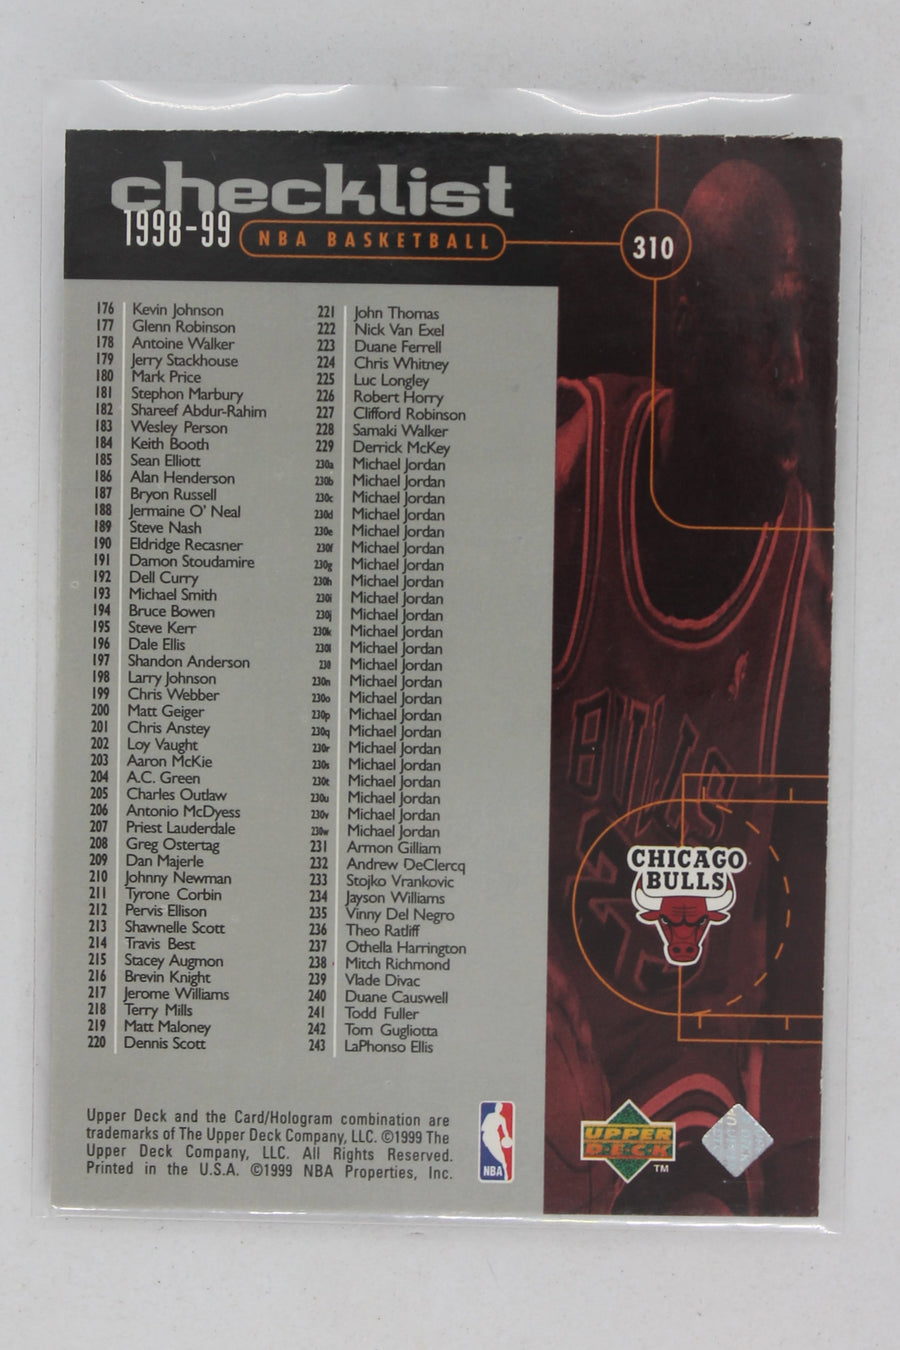 checklist
1998-99
NBA BASKETBALL
310
176 Kevin Johnson
177 Glenn Robinson
178 Antoine Walker
179 Jerry Stackhouse
180 Mark Price
181 Stephon Marbury
182 Shareef Abdur-Rahim
183 Wesley Person
184 Keith Booth
185 Sean Elliott
186 Alan Henderson
187 Bryon Russell
188 Jermaine O' Neal
189 Steve Nash
190 Eldridge Recasner
191 Damon Stoudamire
192 Dell Curry
193 Michael Smith
194 Bruce Bowen
195 Steve Kerr
196 Dale Ellis
197 Shandon Anderson
198 Larry Johnson
199 Chris Webber
200 Matt Geiger
201 Chris Anstey
202 Loy Vaught
203 Aaron McKie
204 A.C. Green
205 Charles Outlaw
206 Antonio McDyess
207 Priest Lauderdale
208 Greg Ostertag
209 Dan Majerle
210 Johnny Newman
211 Tyrone Corbin
212 Pervis Ellison
213 Shawnelle Scott
214 Travis Best
215 Stacey Augmon
216 Brevin Knight
217 Jerome Williams
218 Terry Mills
219 Matt Maloney
220 Dennis Scott
221 John Thomas
222 Nick Van Exel
223 Duane Ferrell
224 Chris Whitney
225 Luc Longley
226 Robert Horry
227 Clifford Robinson
228 Samaki Walker
229 Derrick McKey
230a Michael Jordan
230b Michael Jordan
230c Michael Jordan
230d Michael Jordan
230e Michael Jordan
230f Michael Jordan
230g Michael Jordan
230h Michael Jordan
230i Michael Jordan
230j Michael Jordan
230k Michael Jordan
230l Michael Jordan
230 Michael Jordan
230n Michael Jordan
230o Michael Jordan
230p Michael Jordan
230q Michael Jordan
230r Michael Jordan
230s Michael Jordan
230t Michael Jordan
230u Michael Jordan
230v Michael Jordan
230w Michael Jordan
231 Armon Gilliam
232 Andrew DeClercq
233 Stojko Vrankovic
234 Jayson Williams
235 Vinny Del Negro
236 Theo Ratliff
237 Othella Harrington
238 Mitch Richmond
239 Vlade Divac
240 Duane Causwell
241 Todd Fuller
242 Tom Gugliotta
243 LaPhonso Ellis
BULLS
23
CHICAGO
BULLS
Upper Deck and the Card/Hologram combination are
trademarks of The Upper Deck Company, LLC. ©1999 The
Upper Deck Company, LLC. All Rights Reserved.
Printed in the U.S.A. ©1999 NBA Properties, Inc.
NBA
UPPER
DECK
TM